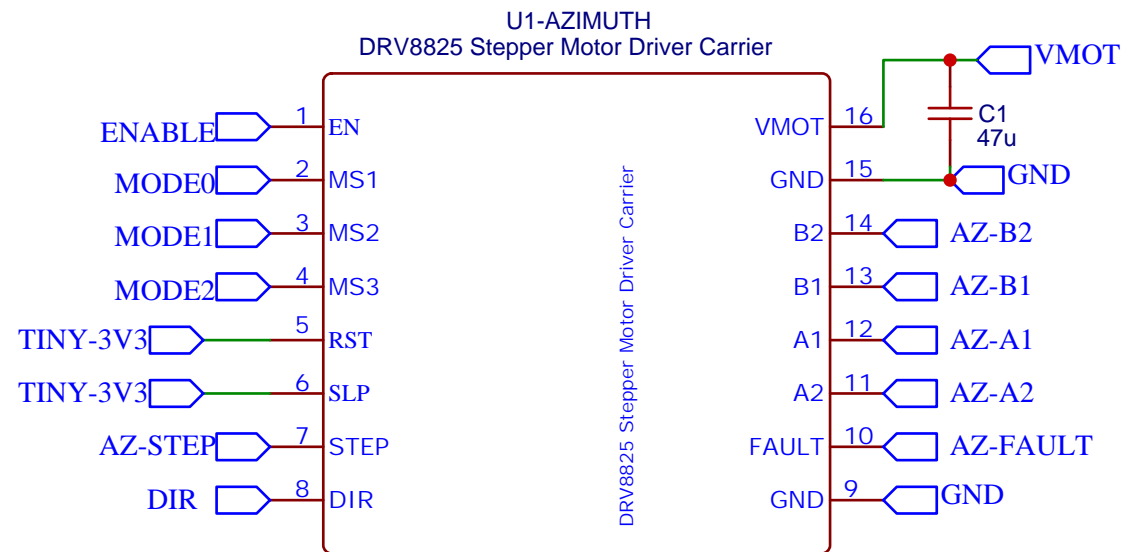 U1-AZIMUTH
DRV8825 Stepper Motor Driver Carrier
VMOT
C1
47u
GND
ENABLE 1 EN
MODE0 2 MS1
MODE1 3 MS2
MODE2 4 MS3
TINY-3V3 5 RST
TINY-3V3 6 SLP
AZ-STEP 7 STEP
DIR 8 DIR
DRV8825 Stepper Motor Driver Carrier
VMOT 16
GND 15
B2 14 AZ-B2
B1 13 AZ-B1
A1 12 AZ-A1
A2 11 AZ-A2
FAULT 10 AZ-FAULT
GND 9 GND